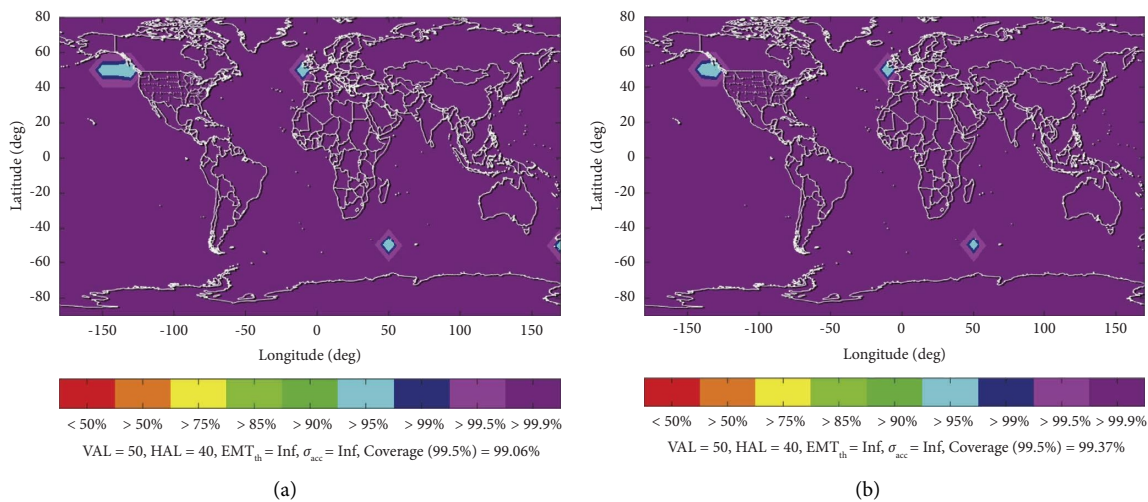 80
60
40
20
0
-20
-40
-60
-80
Latitude (deg)
-150 -100 -50 0 50 100 150
Longitude (deg)
< 50% > 50% > 75% > 85% > 90% > 95% > 99% > 95% > 99.9%
VAL = 50, HAL = 40, EMTth = Inf, σacc = Inf, Coverage (99.5%) = 99.06%
(a)
80
60
40
20
0
-20
-40
-60
-80
Latitude (deg)
-150 -100 -50 0 50 100 150
Longitude (deg)
< 50% > 50% > 75% > 85% > 90% > 95% > 99% > 95% > 99.9%
VAL = 50, HAL = 40, EMTth = Inf, σacc = Inf, Coverage (99.5%) = 99.37%
(b)